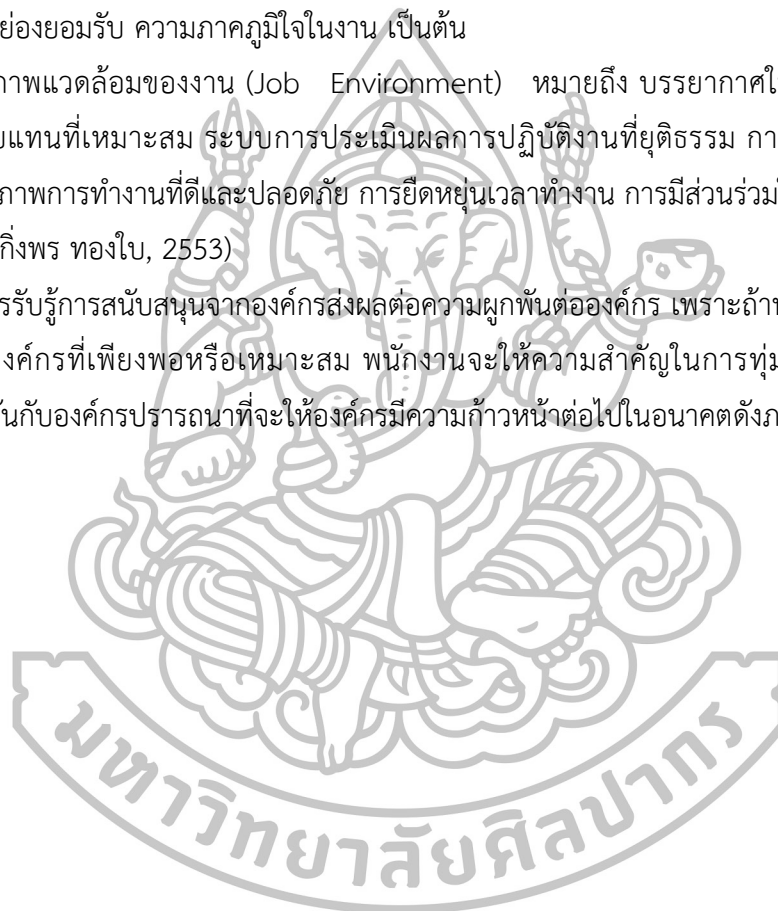 ย่องยอมรับ ความภาคภูมิใจในงาน เป็นต้น
ภาพแวดล้อมของงาน (Job Environment) หมายถึง บรรยากาศใ
บแทนที่เหมาะสม ระบบการประเมินผลการปฏิบัติงานที่ยุติธรรม กา
ภาพการทำงานที่ดีและปลอดภัย การยืดหยุ่นเวลาทำงาน การมีส่วนร่วม
กิ่งพร ทองใบ, 2553)
รรับรู้การสนับสนุนจากองค์กรส่งผลต่อความผูกพันต่อองค์กร เพราะถ้า
งค์กรที่เพียงพอหรือเหมาะสม พนักงานจะให้ความสำคัญในการทุ่ม
ันกับองค์กรปรารถนาที่จะให้องค์กรมีความก้าวหน้าต่อไปในอนาคตดังภ
มหาวิทยาลัยศิลปากร